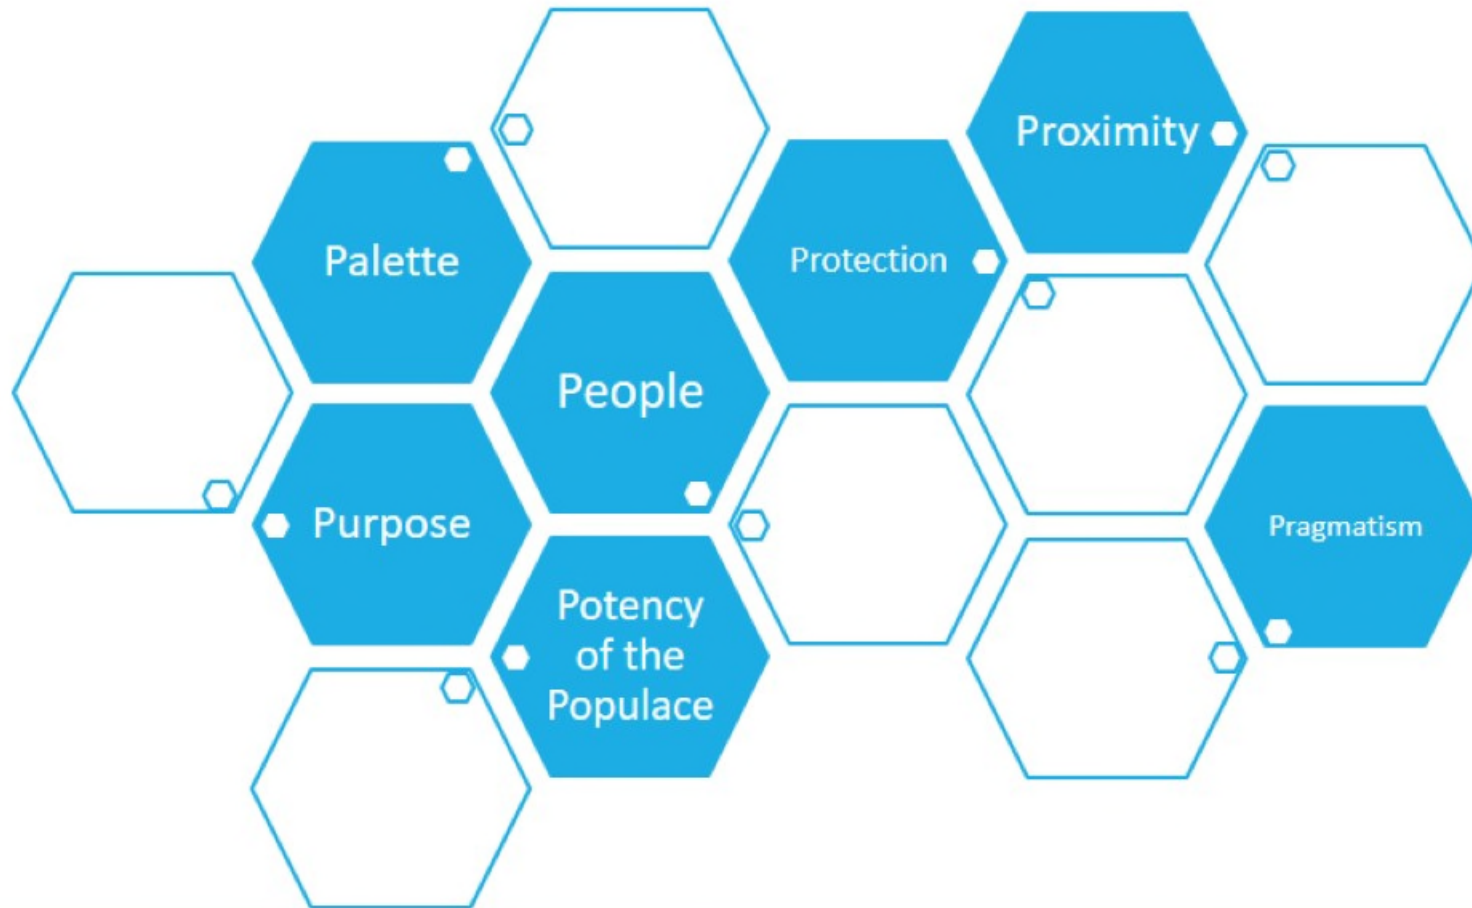 Proximity
Palette
Protection
People
Purpose
Pragmatism
Potency
of the
Populace